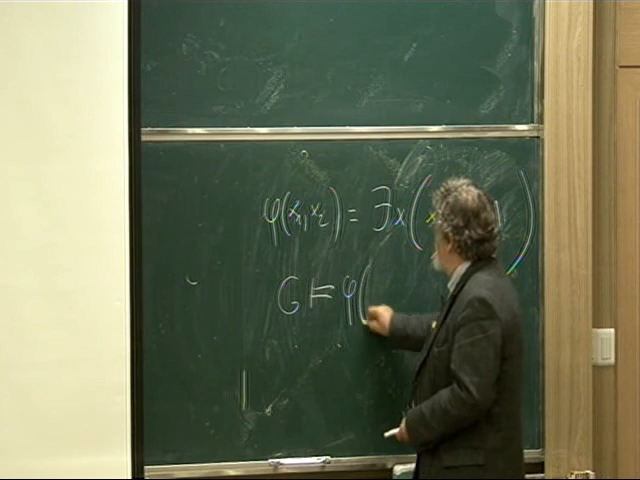 φ(x₁,x₂) = ∃x(
G ⊨ φ(